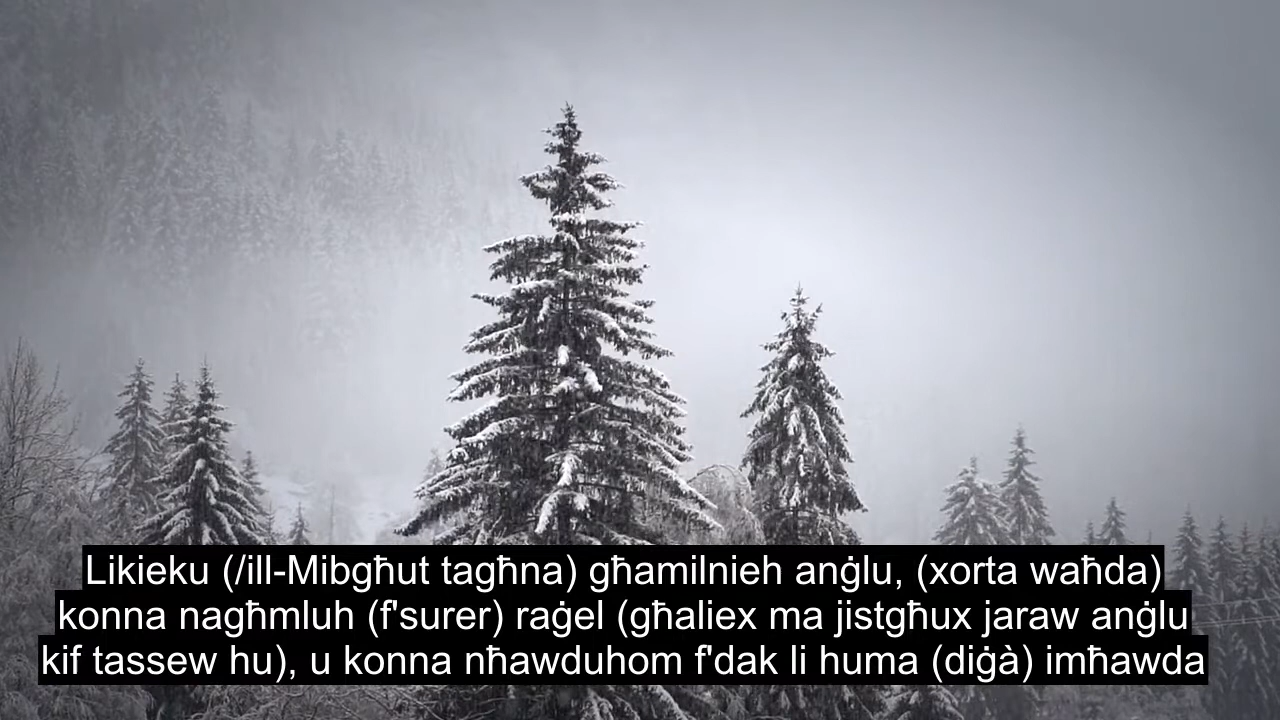 Likieku (/ill-Mibgħut tagħna) għamilnieh anġlu, (xorta waħda)
konna nagħmluh (f'surer) raġel (għaliex ma jistgħux jaraw anġlu
kif tassew hu), u konna nħawduhom f'dak li huma (diġà) imħawda